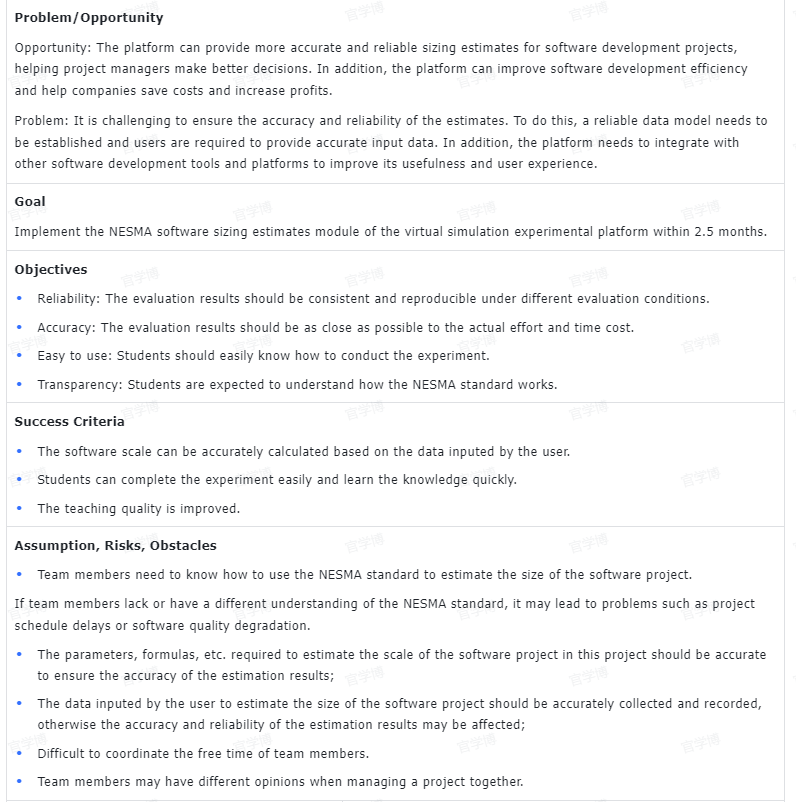 Problem/Opportunity
Opportunity: The platform can provide more accurate and reliable sizing estimates for software development projects,
helping project managers make better decisions. In addition, the platform can improve software development efficiency
and help companies save costs and increase profits.
Problem: It is challenging to ensure the accuracy and reliability of the estimates. To do this, a reliable data model needs to
be established and users are required to provide accurate input data. In addition, the platform needs to integrate with
other software development tools and platforms to improve its usefulness and user experience.
Goal
Implement the NESMA software sizing estimates module of the virtual simulation experimental platform within 2.5 months.
Objectives
• Reliability: The evaluation results should be consistent and reproducible under different evaluation conditions.
• Accuracy: The evaluation results should be as close as possible to the actual effort and time cost.
• Easy to use: Students should easily know how to conduct the experiment.
• Transparency: Students are expected to understand how the NESMA standard works.
Success Criteria
• The software scale can be accurately calculated based on the data inputed by the user.
• Students can complete the experiment easily and learn the knowledge quickly.
• The teaching quality is improved.
Assumption, Risks, Obstacles
• Team members need to know how to use the NESMA standard to estimate the size of the software project.
If team members lack or have a different understanding of the NESMA standard, it may lead to problems such as project
schedule delays or software quality degradation.
• The parameters, formulas, etc. required to estimate the scale of the software project in this project should be accurate
to ensure the accuracy of the estimation results;
• The data inputed by the user to estimate the size of the software project should be accurately collected and recorded,
otherwise the accuracy and reliability of the estimation results may be affected;
• Difficult to coordinate the free time of team members.
• Team members may have different opinions when managing a project together.